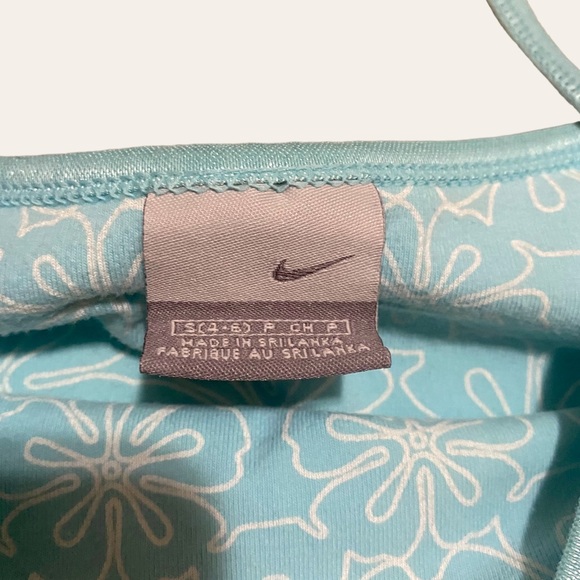 S(4-6) P CH P
MADE IN SRI LANKA
FABRIQUE AU SRI LANKA